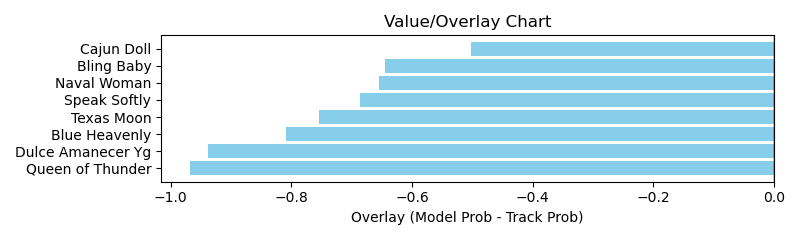 Value/Overlay Chart
Cajun Doll
Bling Baby
Naval Woman
Speak Softly
Texas Moon
Blue Heavenly
Dulce Amanecer Yg
Queen of Thunder
−1.0 −0.8 −0.6 −0.4 −0.2 0.0
Overlay (Model Prob - Track Prob)